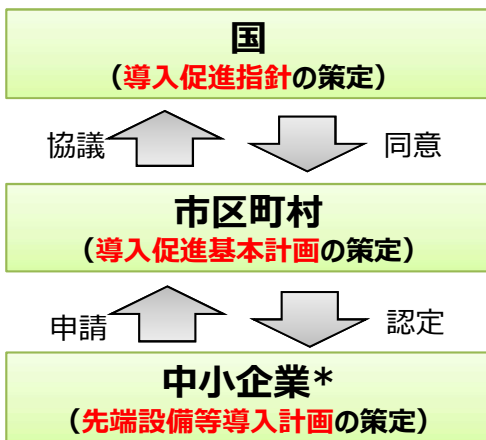 国
（導入促進指針の策定）
協議 同意
市区町村
（導入促進基本計画の策定）
申請 認定
中小企業*
（先端設備等導入計画の策定）